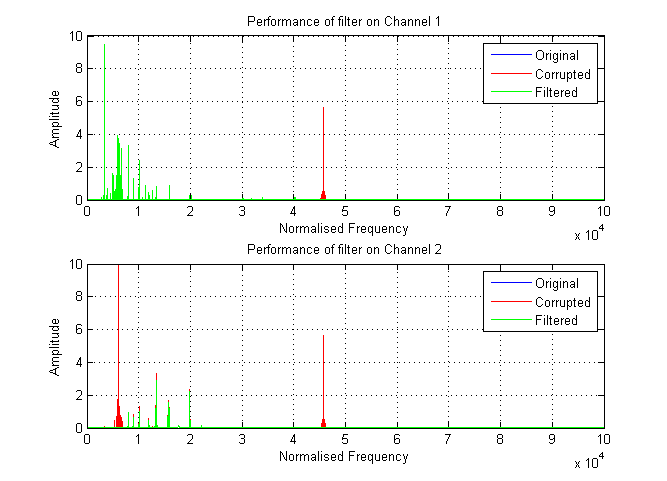 Performance of filter on Channel 1
10
8
6
4
2
0
Amplitude
Original
Corrupted
Filtered
0 1 2 3 4 5 6 7 8 9 10
Normalised Frequency
x 10^4
Performance of filter on Channel 2
10
8
6
4
2
0
Amplitude
Original
Corrupted
Filtered
0 1 2 3 4 5 6 7 8 9 10
Normalised Frequency
x 10^4